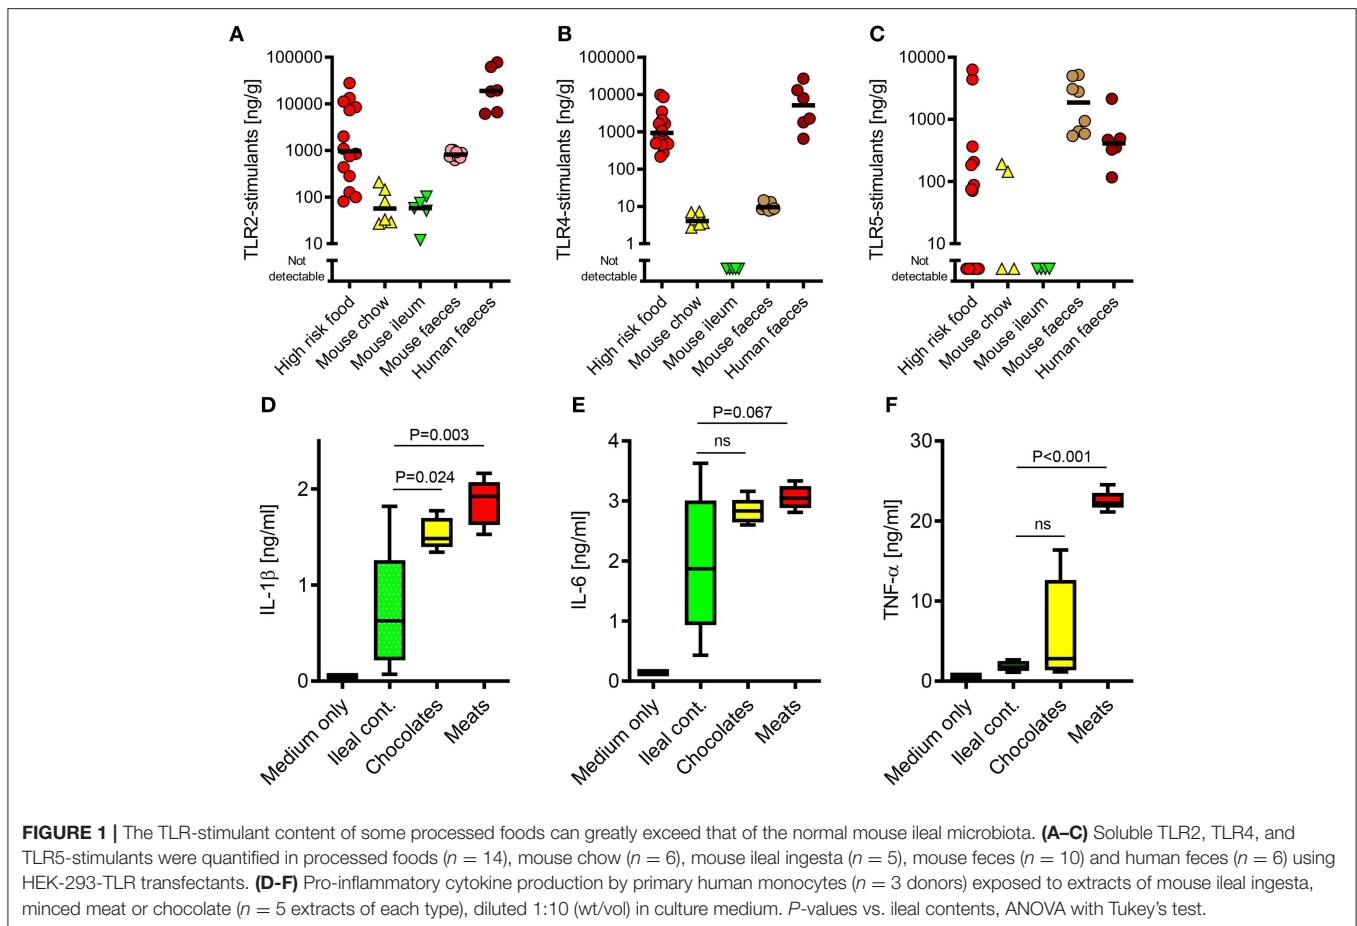 A
TLR2-stimulants [ng/g]
100000
10000
1000
100
10
Not
detectable
High risk food
Mouse chow
Mouse ileum
Mouse faeces
Human faeces
B
TLR4-stimulants [ng/g]
100000
10000
1000
100
10
1
Not
detectable
High risk food
Mouse chow
Mouse ileum
Mouse faeces
Human faeces
C
TLR5-stimulants [ng/g]
10000
1000
100
10
Not
detectable
High risk food
Mouse chow
Mouse ileum
Mouse faeces
Human faeces
D
IL-1β [ng/ml]
2
1
0
P=0.003
P=0.024
Medium only
Ileal cont.
Chocolates
Meats
E
IL-6 [ng/ml]
4
3
2
1
0
P=0.067
ns
Medium only
Ileal cont.
Chocolates
Meats
F
TNF-α [ng/ml]
30
20
10
0
P<0.001
ns
Medium only
Ileal cont.
Chocolates
Meats
FIGURE 1 | The TLR-stimulant content of some processed foods can greatly exceed that of the normal mouse ileal microbiota. (A–C) Soluble TLR2, TLR4, and
TLR5-stimulants were quantified in processed foods (n = 14), mouse chow (n = 6), mouse ileal ingesta (n = 5), mouse feces (n = 10) and human feces (n = 6) using
HEK-293-TLR transfectants. (D-F) Pro-inflammatory cytokine production by primary human monocytes (n = 3 donors) exposed to extracts of mouse ileal ingesta,
minced meat or chocolate (n = 5 extracts of each type), diluted 1:10 (wt/vol) in culture medium. P-values vs. ileal contents, ANOVA with Tukey's test.